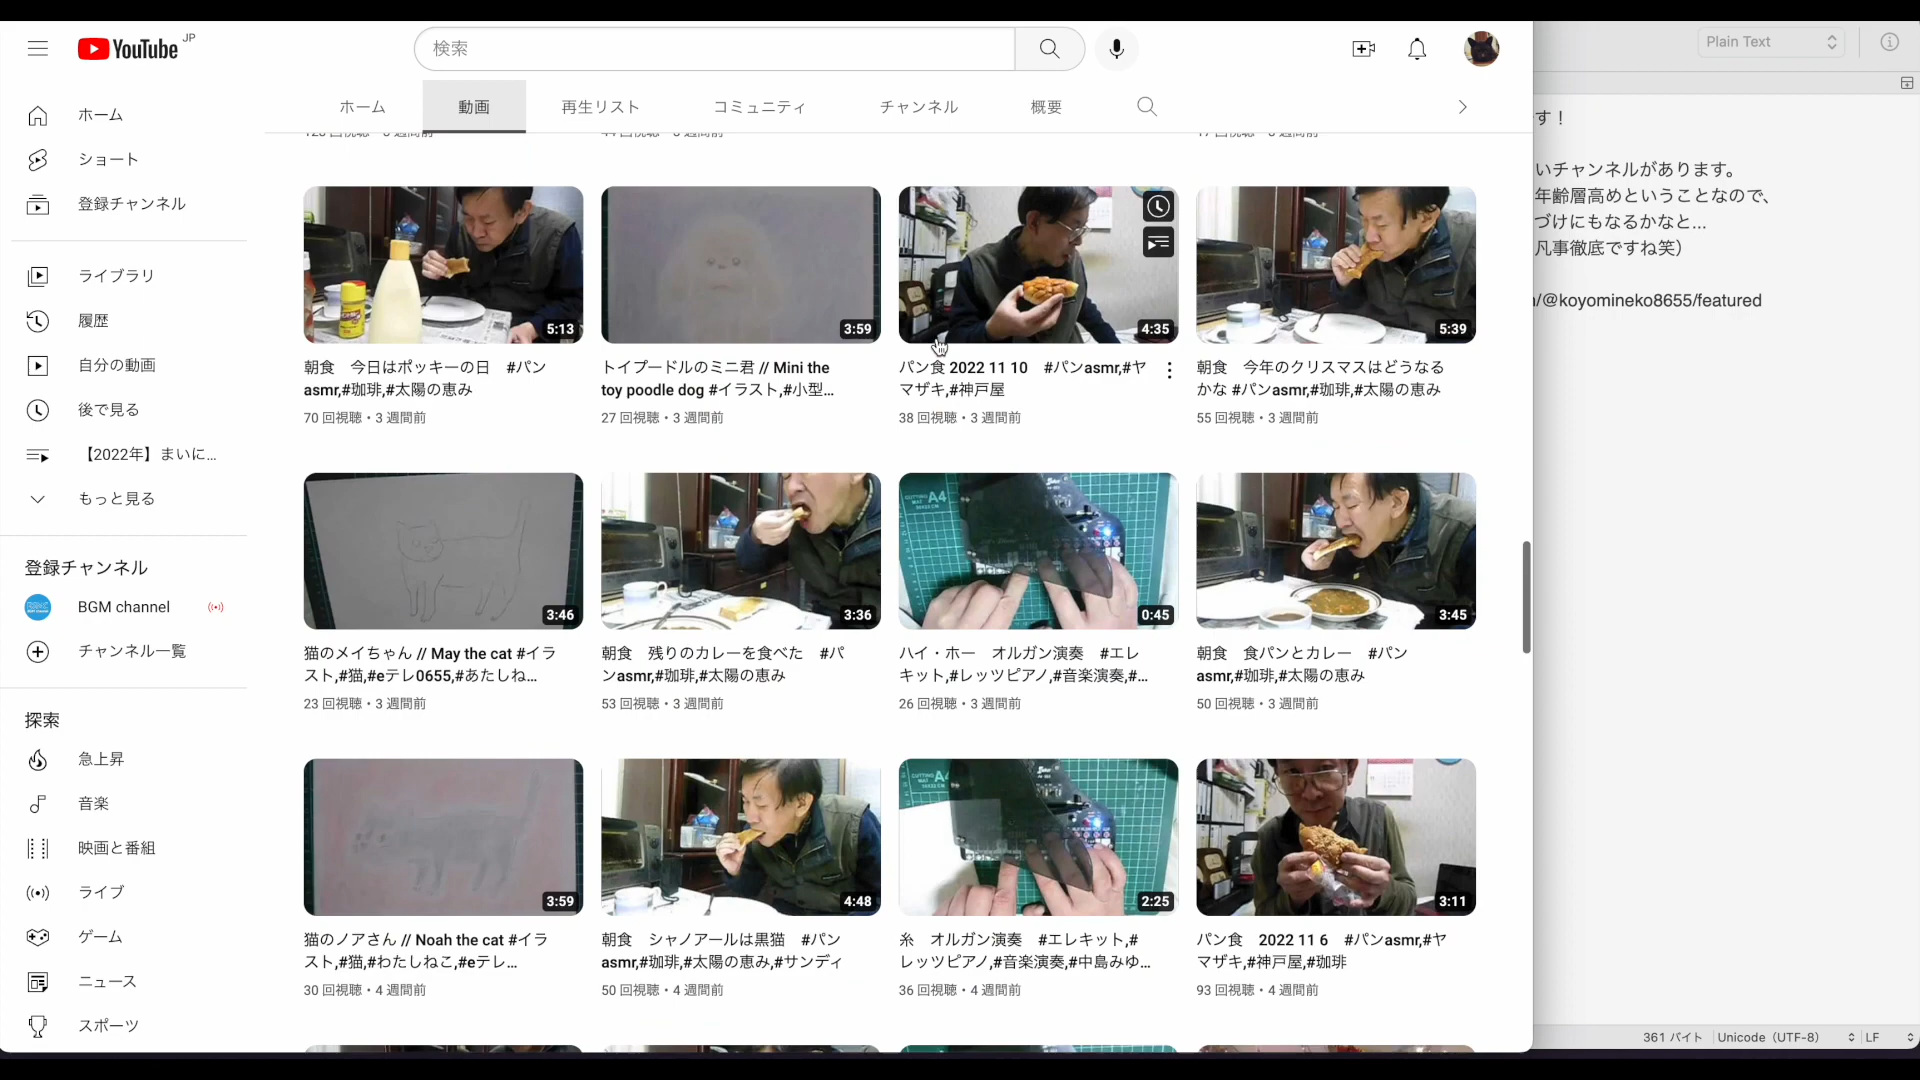 YouTube JP
検索
Plain Text
ホーム
動画
再生リスト
コミュニティ
チャンネル
概要
ホーム
ショート
登録チャンネル
ライブラリ
履歴
自分の動画
後で見る
【2022年】まいに...
もっと見る
登録チャンネル
BGM channel
チャンネル一覧
探索
急上昇
音楽
映画と番組
ライブ
ゲーム
ニュース
スポーツ
5:13
朝食　今日はポッキーの日　#パン
asmr,#珈琲,#太陽の恵み
70 回視聴・3 週間前
3:59
トイプードルのミニ君 // Mini the
toy poodle dog #イラスト,#小型...
27 回視聴・3 週間前
4:35
パン食 2022 11 10　#パンasmr,#ヤ
マザキ,#神戸屋
38 回視聴・3 週間前
5:39
朝食　今年のクリスマスはどうなる
かな #パンasmr,#珈琲,#太陽の恵み
55 回視聴・3 週間前
3:46
猫のメイちゃん // May the cat #イラ
スト,#猫,#eテレ0655,#あたしね...
23 回視聴・3 週間前
3:36
朝食　残りのカレーを食べた　#パ
ンasmr,#珈琲,#太陽の恵み
53 回視聴・3 週間前
CUTTING
MAT A4
0:45
ハイ・ホー　オルガン演奏　#エレ
キット,#レッツピアノ,#音楽演奏,#...
26 回視聴・3 週間前
3:45
朝食　食パンとカレー　#パン
asmr,#珈琲,#太陽の恵み
50 回視聴・3 週間前
3:59
猫のノアさん // Noah the cat #イラ
スト,#猫,#わたしねこ,#eテレ...
30 回視聴・4 週間前
4:48
朝食　シャノアールは黒猫　#パン
asmr,#珈琲,#太陽の恵み,#サンディ
50 回視聴・4 週間前
2:25
糸　オルガン演奏　#エレキット,#
レッツピアノ,#音楽演奏,#中島みゆ...
36 回視聴・4 週間前
3:11
パン食　2022 11 6　#パンasmr,#ヤ
マザキ,#神戸屋,#珈琲
93 回視聴・4 週間前
す！
いチャンネルがあります。
年齢層高めということなので、
づけにもなるかなと...
凡事徹底ですね笑）
/@koyomineko8655/featured
361 バイト
Unicode（UTF-8）
LF